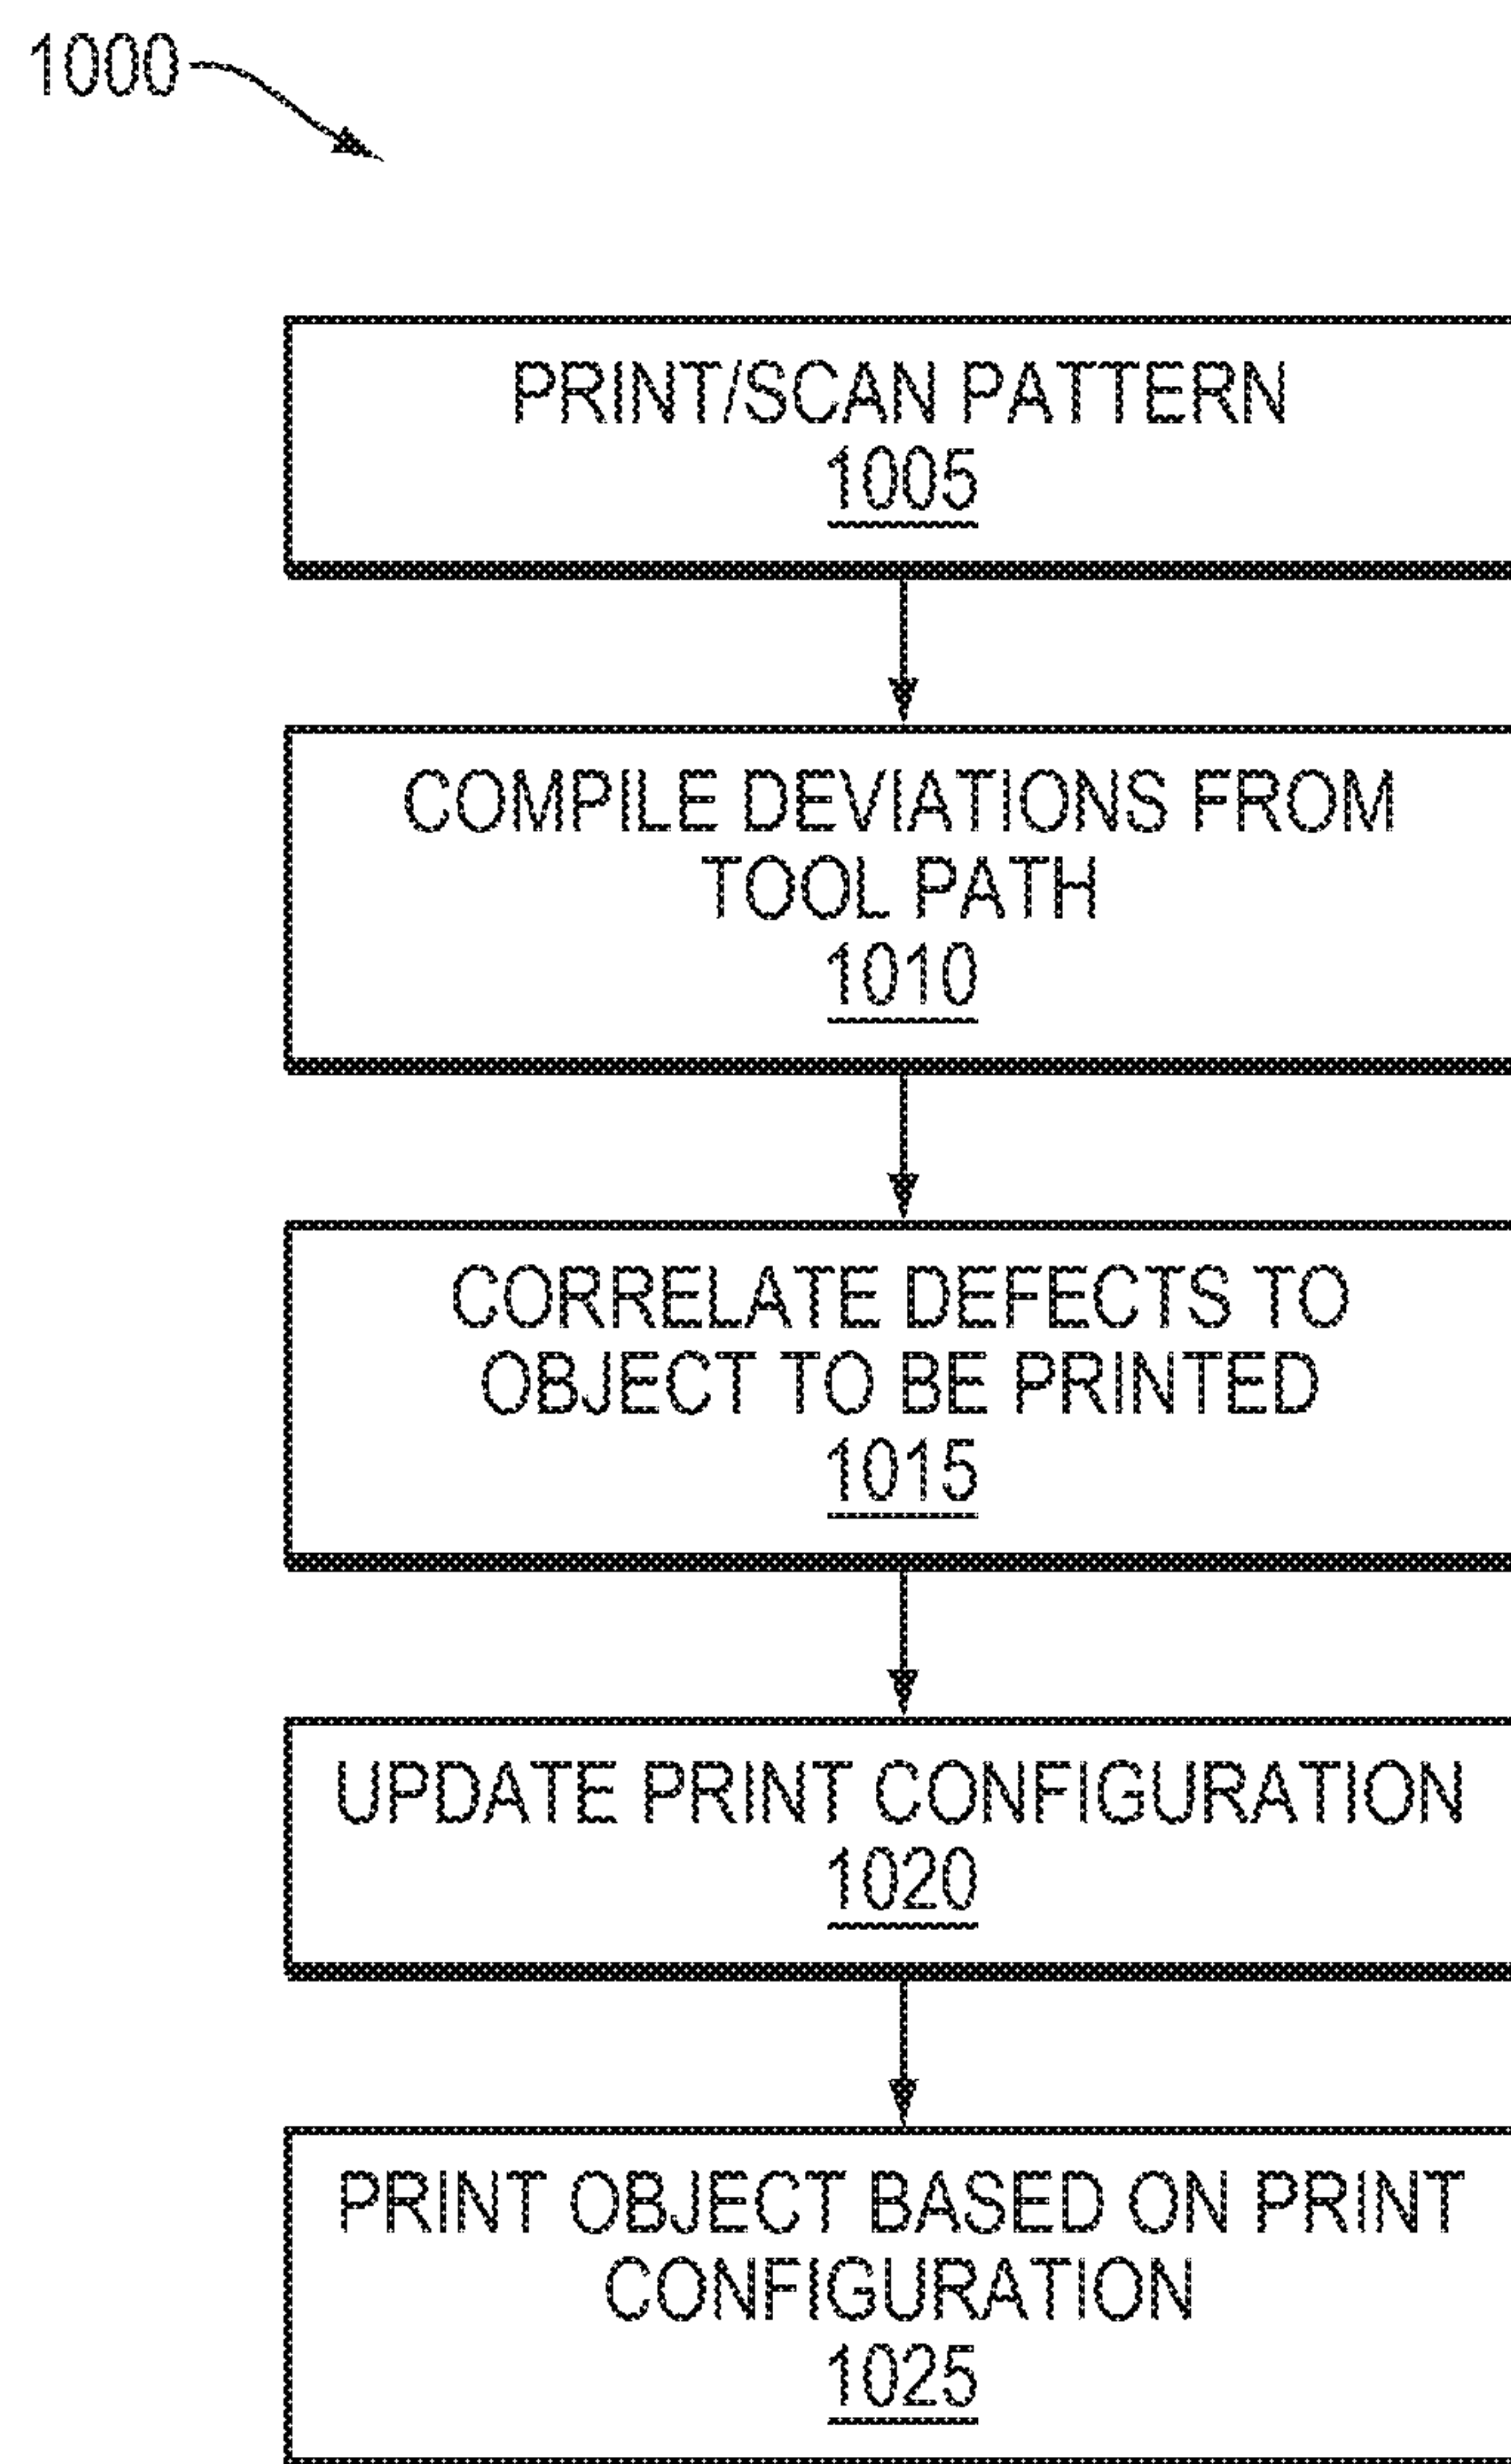 1000
PRINT/SCAN PATTERN
1005
COMPILE DEVIATIONS FROM
TOOL PATH
1010
CORRELATE DEFECTS TO
OBJECT TO BE PRINTED
1015
UPDATE PRINT CONFIGURATION
1020
PRINT OBJECT BASED ON PRINT
CONFIGURATION
1025